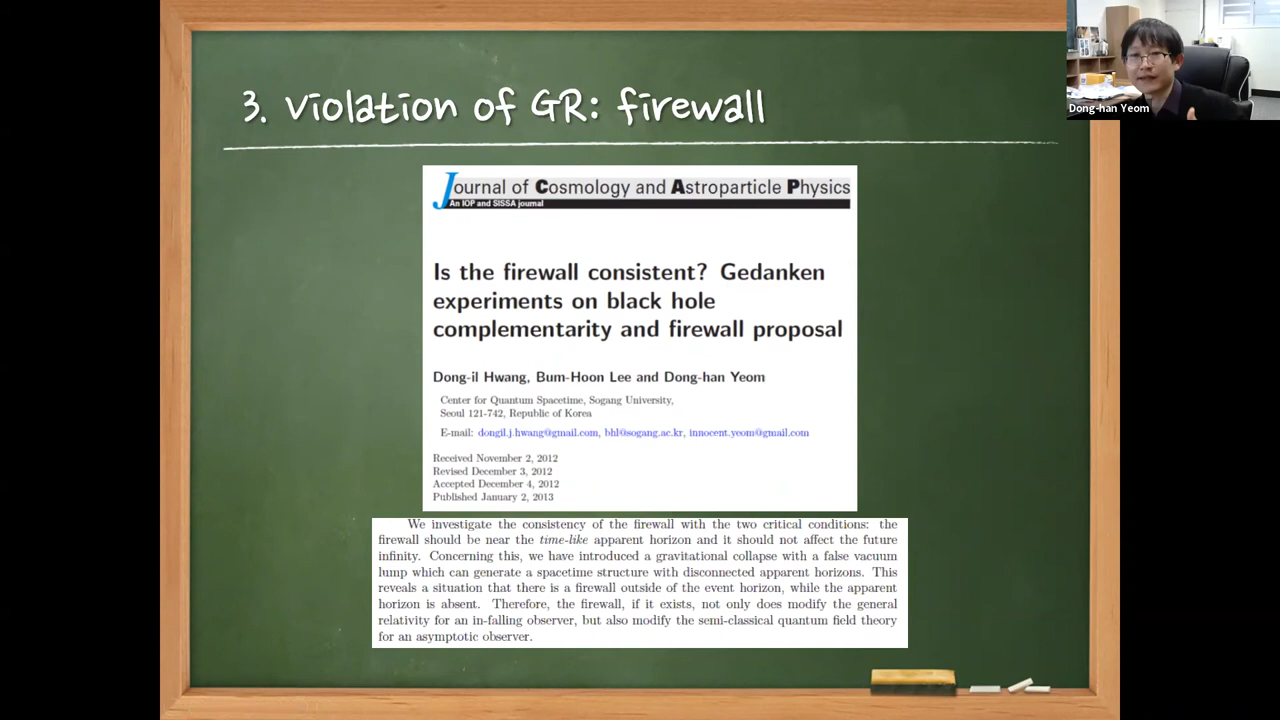 3. Violation of GR: firewall
Dong-han Yeom
Journal of Cosmology and Astroparticle Physics
An IOP and SISSA journal
Is the firewall consistent? Gedanken
experiments on black hole
complementarity and firewall proposal
Dong-il Hwang, Bum-Hoon Lee and Dong-han Yeom
Center for Quantum Spacetime, Sogang University,
Seoul 121-742, Republic of Korea
E-mail: dongil.j.hwang@gmail.com, bhl@sogang.ac.kr, innocent.yeom@gmail.com
Received November 2, 2012
Revised December 3, 2012
Accepted December 4, 2012
Published January 2, 2013
We investigate the consistency of the firewall with the two critical conditions: the
firewall should be near the time-like apparent horizon and it should not affect the future
infinity. Concerning this, we have introduced a gravitational collapse with a false vacuum
lump which can generate a spacetime structure with disconnected apparent horizons. This
reveals a situation that there is a firewall outside of the event horizon, while the apparent
horizon is absent. Therefore, the firewall, if it exists, not only does modify the general
relativity for an in-falling observer, but also modify the semi-classical quantum field theory
for an asymptotic observer.